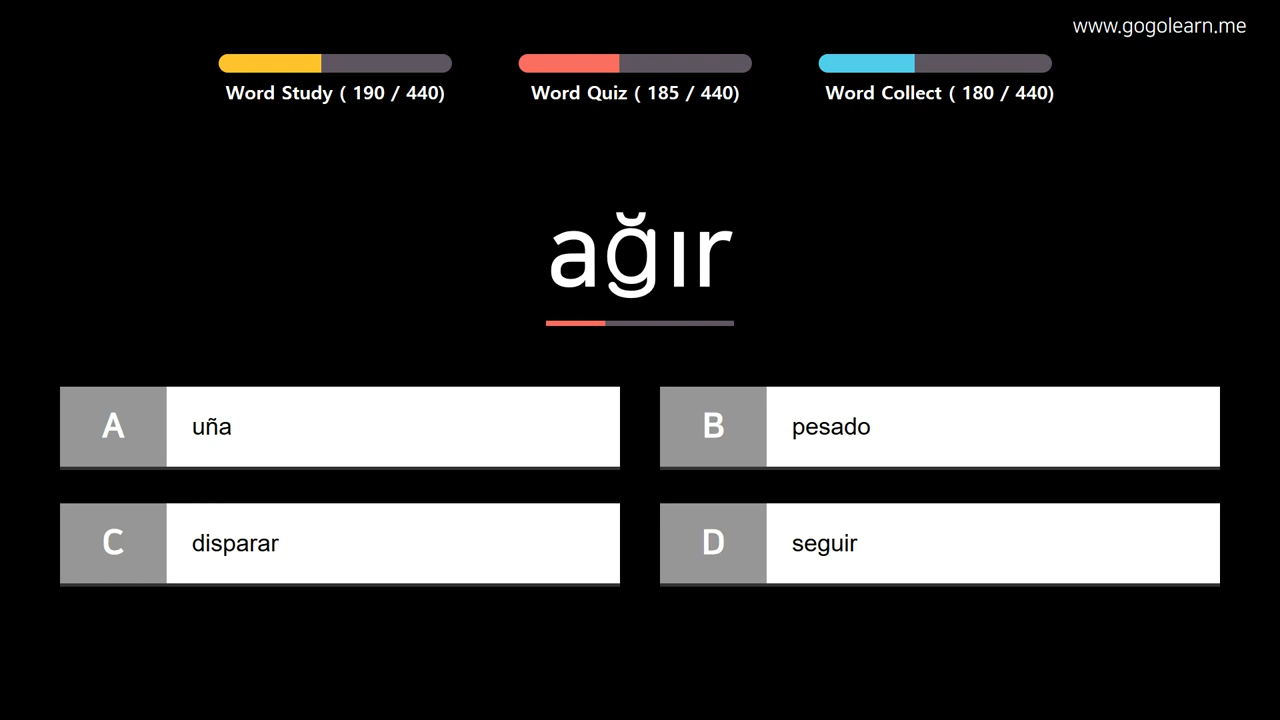 www.gogolearn.me
Word Study ( 190 / 440)
Word Quiz ( 185 / 440)
Word Collect ( 180 / 440)
ağır
A uña
B pesado
C disparar
D seguir